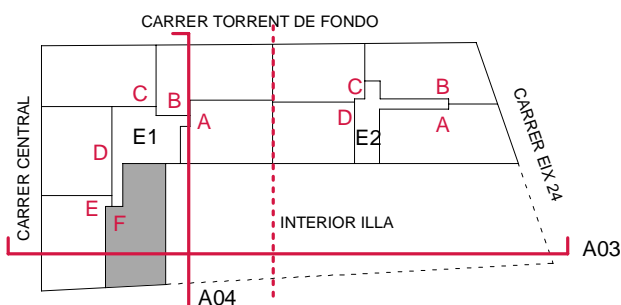 CARRER TORRENT DE FONDO
C
B
A
C
B
D
A
E1
E2
D
CARRER CENTRAL
CARRER EIX 24
E
F
INTERIOR ILLA
A03
A04